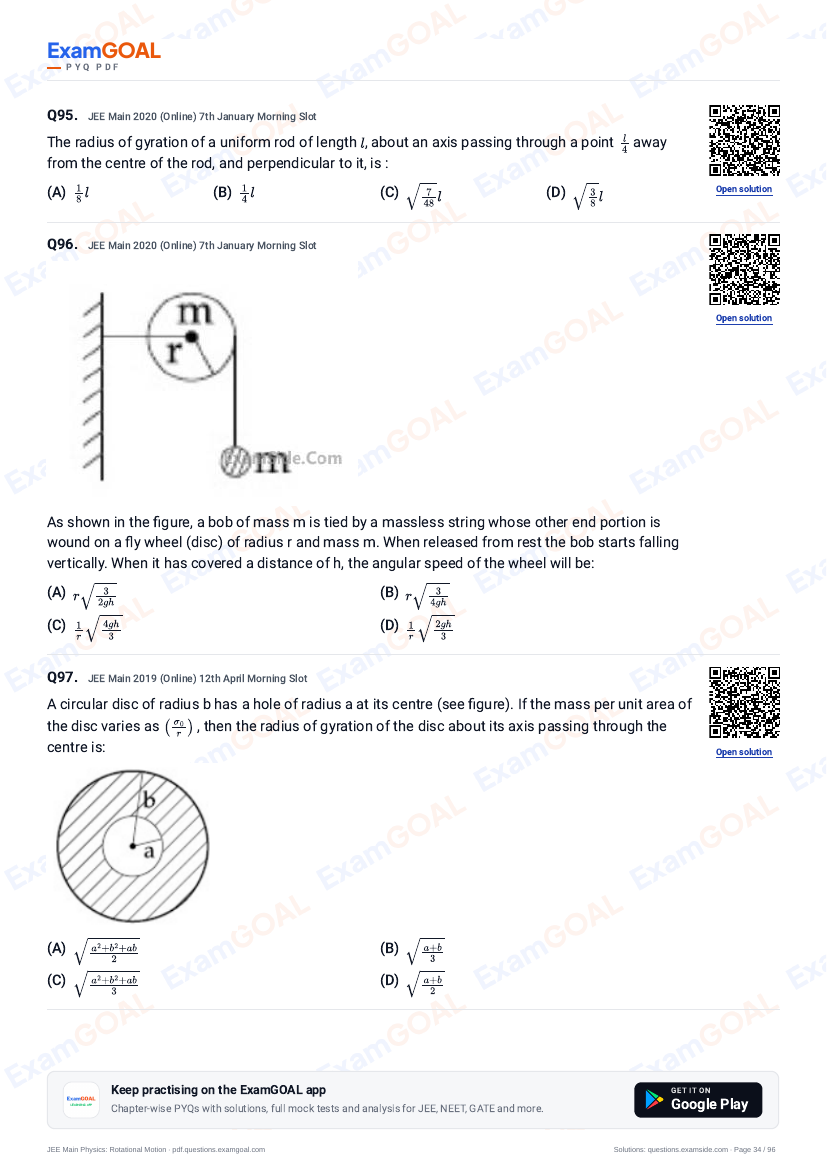 ExamGOAL
PYQ PDF
Q95. JEE Main 2020 (Online) 7th January Morning Slot
The radius of gyration of a uniform rod of length l, about an axis passing through a point l/4 away
from the centre of the rod, and perpendicular to it, is :
(A) 1/8 l (B) 1/4 l (C) √(7/48) l (D) √(3/8) l
Open solution
Q96. JEE Main 2020 (Online) 7th January Morning Slot
Open solution
m
r
m
ExamSide.Com
As shown in the figure, a bob of mass m is tied by a massless string whose other end portion is
wound on a fly wheel (disc) of radius r and mass m. When released from rest the bob starts falling
vertically. When it has covered a distance of h, the angular speed of the wheel will be:
(A) r√(3/2gh) (B) r√(3/4gh)
(C) 1/r √(4gh/3) (D) 1/r √(2gh/3)
Q97. JEE Main 2019 (Online) 12th April Morning Slot
A circular disc of radius b has a hole of radius a at its centre (see figure). If the mass per unit area of
the disc varies as (σ₀/r), then the radius of gyration of the disc about its axis passing through the
centre is:
Open solution
b
a
(A) √((a²+b²+ab)/2) (B) √((a+b)/3)
(C) √((a²+b²+ab)/3) (D) √((a+b)/2)
ExamGOAL
Keep practising on the ExamGOAL app
Chapter-wise PYQs with solutions, full mock tests and analysis for JEE, NEET, GATE and more.
GET IT ON
Google Play
JEE Main Physics: Rotational Motion · pdf.questions.examgoal.com
Solutions: questions.examside.com · Page 34 / 96